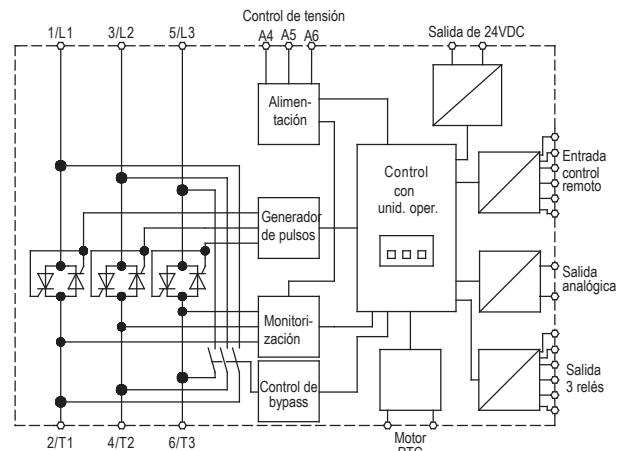 Control de tensión
1/L1
3/L2
5/L3
A4
A5
A6
Salida de 24VDC
Alimen-
tación
Control
con
unid. oper.
Entrada
control
remoto
Generador
de pulsos
Salida
analógica
Monitori-
zación
Control de
bypass
Salida
3 relés
2/T1
4/T2
6/T3
Motor
PTC